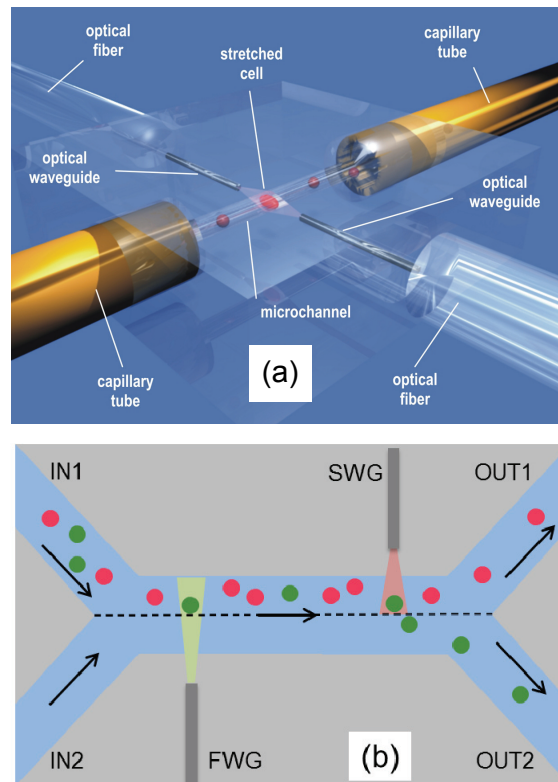 optical
fiber
stretched
cell
capillary
tube
optical
waveguide
optical
waveguide
microchannel
capillary
tube
(a)
optical
fiber
IN1
SWG
OUT1
IN2
FWG
(b)
OUT2